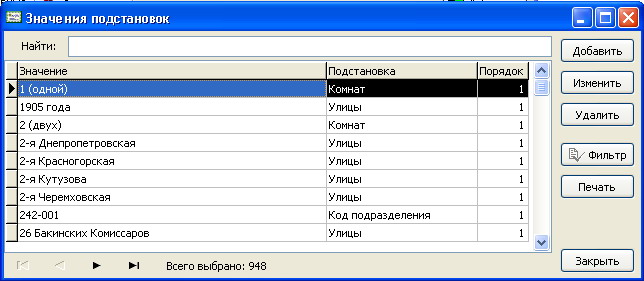 Значения подстановок
Найти:
Добавить
Значение Подстановка Порядок
1 (одной) Комнат 1
Изменить
1905 года Улицы 1
2 (двух) Комнат 1
Удалить
2-я Днепропетровская Улицы 1
2-я Красногорская Улицы 1
Фильтр
2-я Кутузова Улицы 1
Печать
2-я Черемховская Улицы 1
242-001 Код подразделения 1
26 Бакинских Комиссаров Улицы 1
Всего выбрано: 948
Закрыть